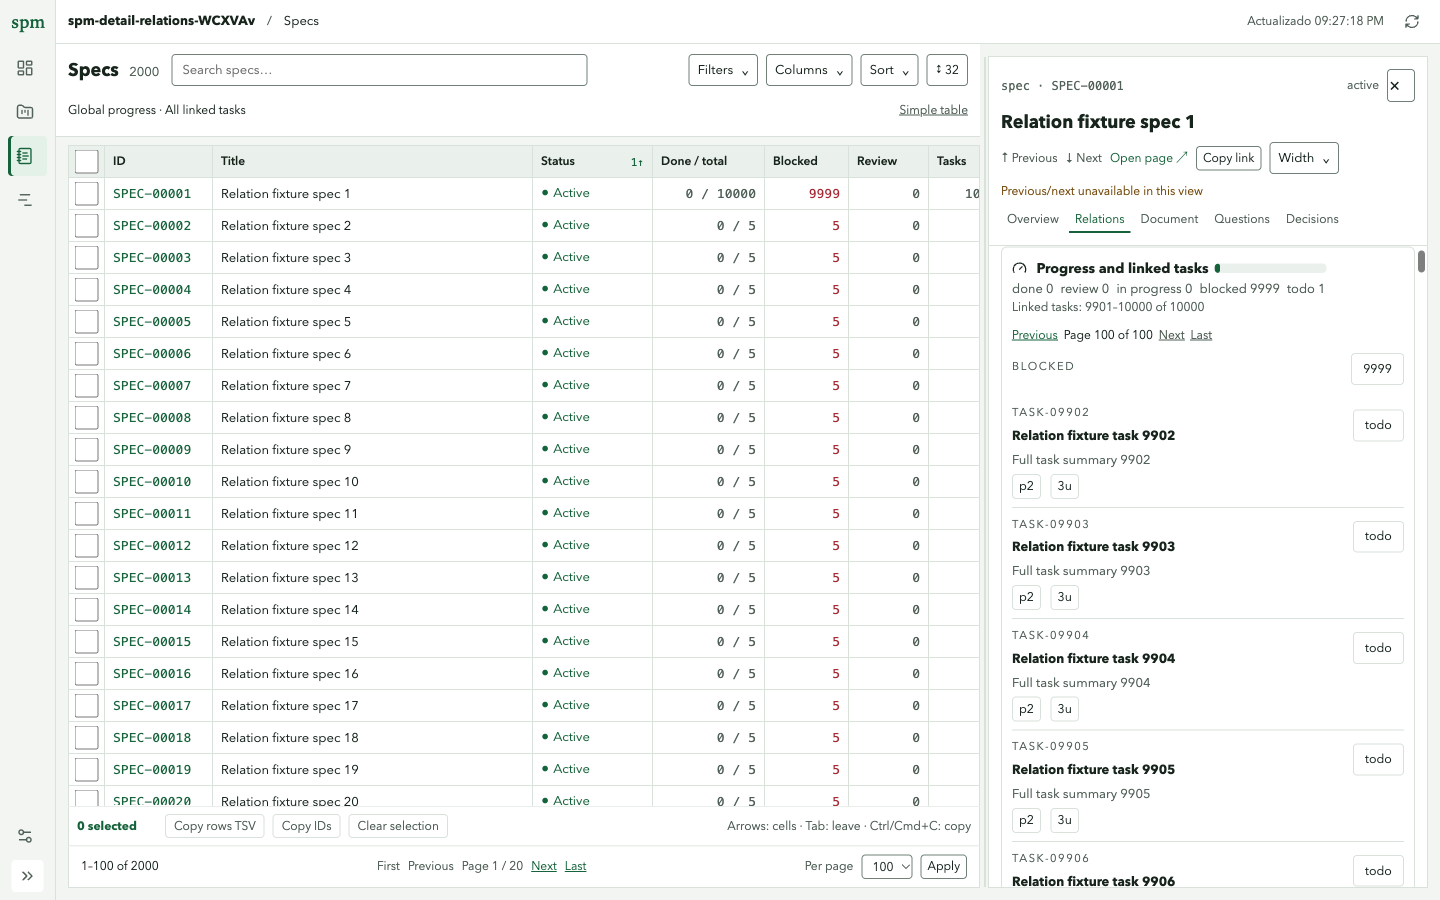 spm
spm-detail-relations-WCXVAv / Specs
Actualizado 09:27:18 PM
Specs 2000 Search specs… Filters Columns Sort ↕ 32
Global progress · All linked tasks Simple table
ID Title Status 1↑ Done / total Blocked Review Tasks
SPEC-00001 Relation fixture spec 1 Active 0 / 10000 9999 0 10
SPEC-00002 Relation fixture spec 2 Active 0 / 5 5 0
SPEC-00003 Relation fixture spec 3 Active 0 / 5 5 0
SPEC-00004 Relation fixture spec 4 Active 0 / 5 5 0
SPEC-00005 Relation fixture spec 5 Active 0 / 5 5 0
SPEC-00006 Relation fixture spec 6 Active 0 / 5 5 0
SPEC-00007 Relation fixture spec 7 Active 0 / 5 5 0
SPEC-00008 Relation fixture spec 8 Active 0 / 5 5 0
SPEC-00009 Relation fixture spec 9 Active 0 / 5 5 0
SPEC-00010 Relation fixture spec 10 Active 0 / 5 5 0
SPEC-00011 Relation fixture spec 11 Active 0 / 5 5 0
SPEC-00012 Relation fixture spec 12 Active 0 / 5 5 0
SPEC-00013 Relation fixture spec 13 Active 0 / 5 5 0
SPEC-00014 Relation fixture spec 14 Active 0 / 5 5 0
SPEC-00015 Relation fixture spec 15 Active 0 / 5 5 0
SPEC-00016 Relation fixture spec 16 Active 0 / 5 5 0
SPEC-00017 Relation fixture spec 17 Active 0 / 5 5 0
SPEC-00018 Relation fixture spec 18 Active 0 / 5 5 0
SPEC-00019 Relation fixture spec 19 Active 0 / 5 5 0
SPEC-00020 Relation fixture spec 20 Active 0 / 5 5 0
0 selected Copy rows TSV Copy IDs Clear selection Arrows: cells · Tab: leave · Ctrl/Cmd+C: copy
1–100 of 2000 First Previous Page 1 / 20 Next Last Per page 100 Apply
spec · SPEC-00001 active ×
Relation fixture spec 1
↑ Previous ↓ Next Open page ↗ Copy link Width
Previous/next unavailable in this view
Overview Relations Document Questions Decisions
Progress and linked tasks
done 0 review 0 in progress 0 blocked 9999 todo 1
Linked tasks: 9901–10000 of 10000
Previous Page 100 of 100 Next Last
BLOCKED 9999
TASK-09902 todo
Relation fixture task 9902
Full task summary 9902
p2 3u
TASK-09903 todo
Relation fixture task 9903
Full task summary 9903
p2 3u
TASK-09904 todo
Relation fixture task 9904
Full task summary 9904
p2 3u
TASK-09905 todo
Relation fixture task 9905
Full task summary 9905
p2 3u
TASK-09906 todo
Relation fixture task 9906